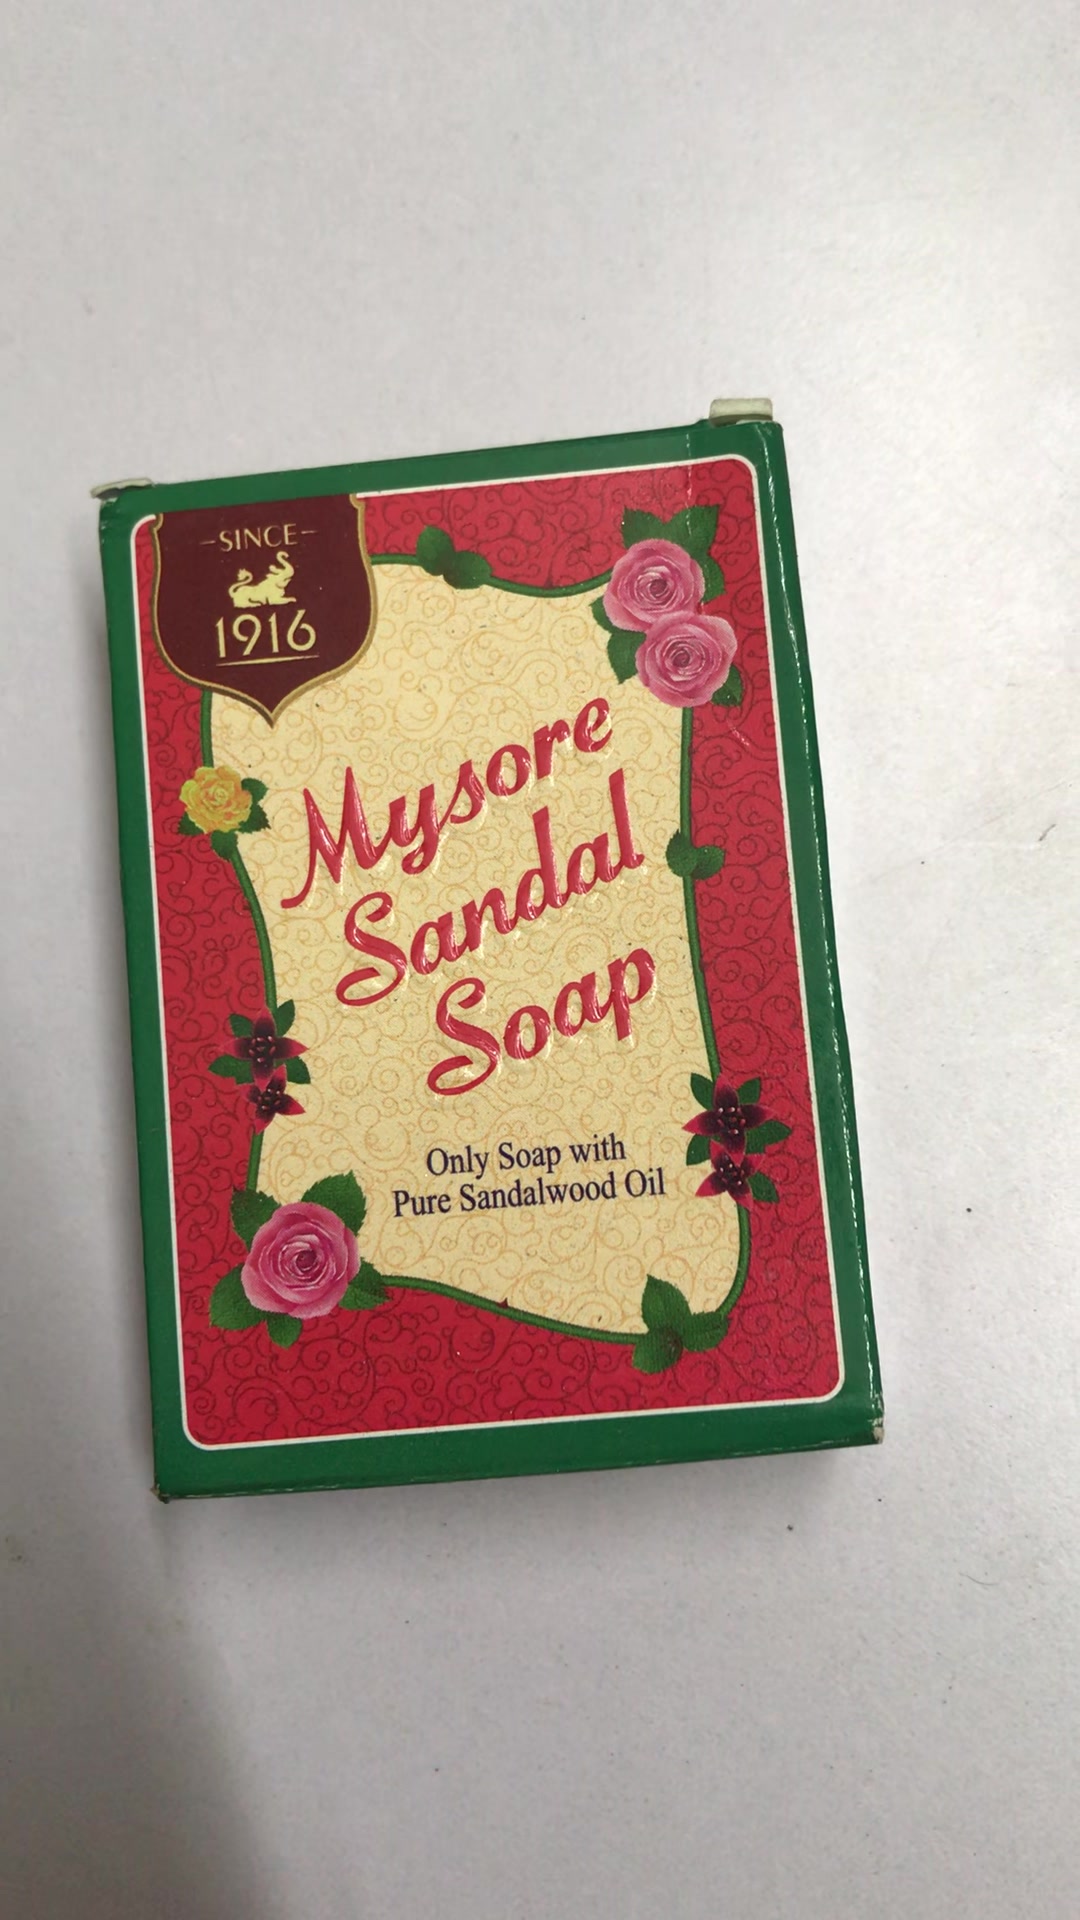 -SINCE-
1916
Mysore
Sandal
Soap
Only Soap with
Pure Sandalwood Oil